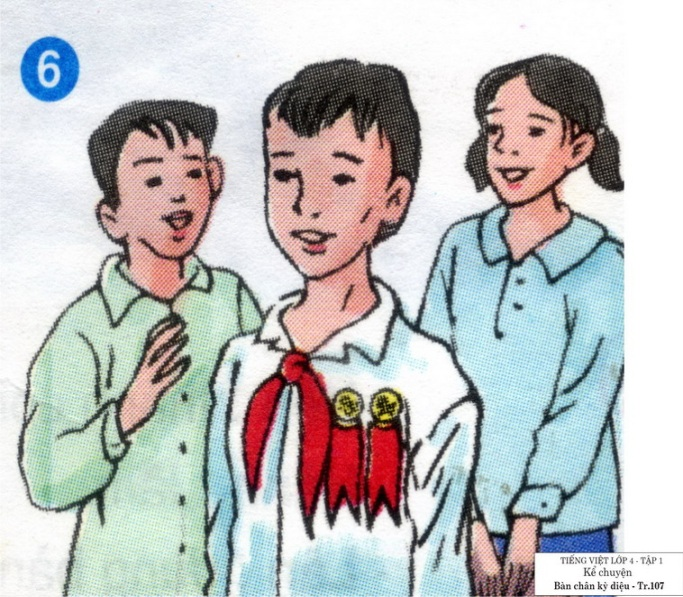 6
TIẾNG VIỆT LỚP 4 - TẬP 1
Kể chuyện
Bàn chân kỳ diệu - Tr.107